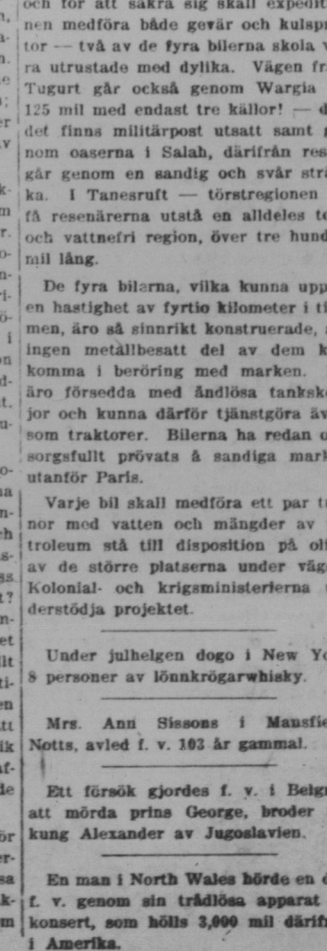 och för att säkra sig skall expedit
nen medföra både gevär och kulsp
tor — två av de fyra bilerna skola
ra utrustade med dylika. Vägen fr
Tugurt går också genom Wargla
125 mil med endast tre källor! —
det finns militärpost utsatt samt
nom oaserna i Salah, därifrån res
går genom en sandig och svår strä
ka. I Tanesruft — törstregionen
få resenärerna utstå en alldeles t
och vattnefri region, över tre hund
mil lång.
De fyra bilarna, vilka kunna upp
en hastighet av fyrtio kilometer i ti
men, äro så sinnrikt konstruerade,
ingen metallbesatt del av dem k
komma i beröring med marken.
äro försedda med ändlösa tanksk
jor och kunna därför tjänstgöra äv
som traktorer. Bilerna ha redan
sorgsfullt prövats å sandiga mark
utanför Paris.
Varje bil skall medföra ett par t
nor med vatten och mängder av
troleum stå till disposition på oli
av de större platserna under väg
Kolonial- och krigsministerierna
derstödja projektet.
Under julhelgen dogo i New Yo
8 personer av lönnkrögarwhisky.
Mrs. Ann Sissons i Mansfie
Notts, avled f. v. 103 år gammal.
Ett försök gjordes f. v. i Belgr
att mörda prins George, broder
kung Alexander av Jugoslavien.
En man i North Wales hörde en
f. v. genom sin trådlösa apparat
konsert, som hölls 3,000 mil därif
i Amerika.